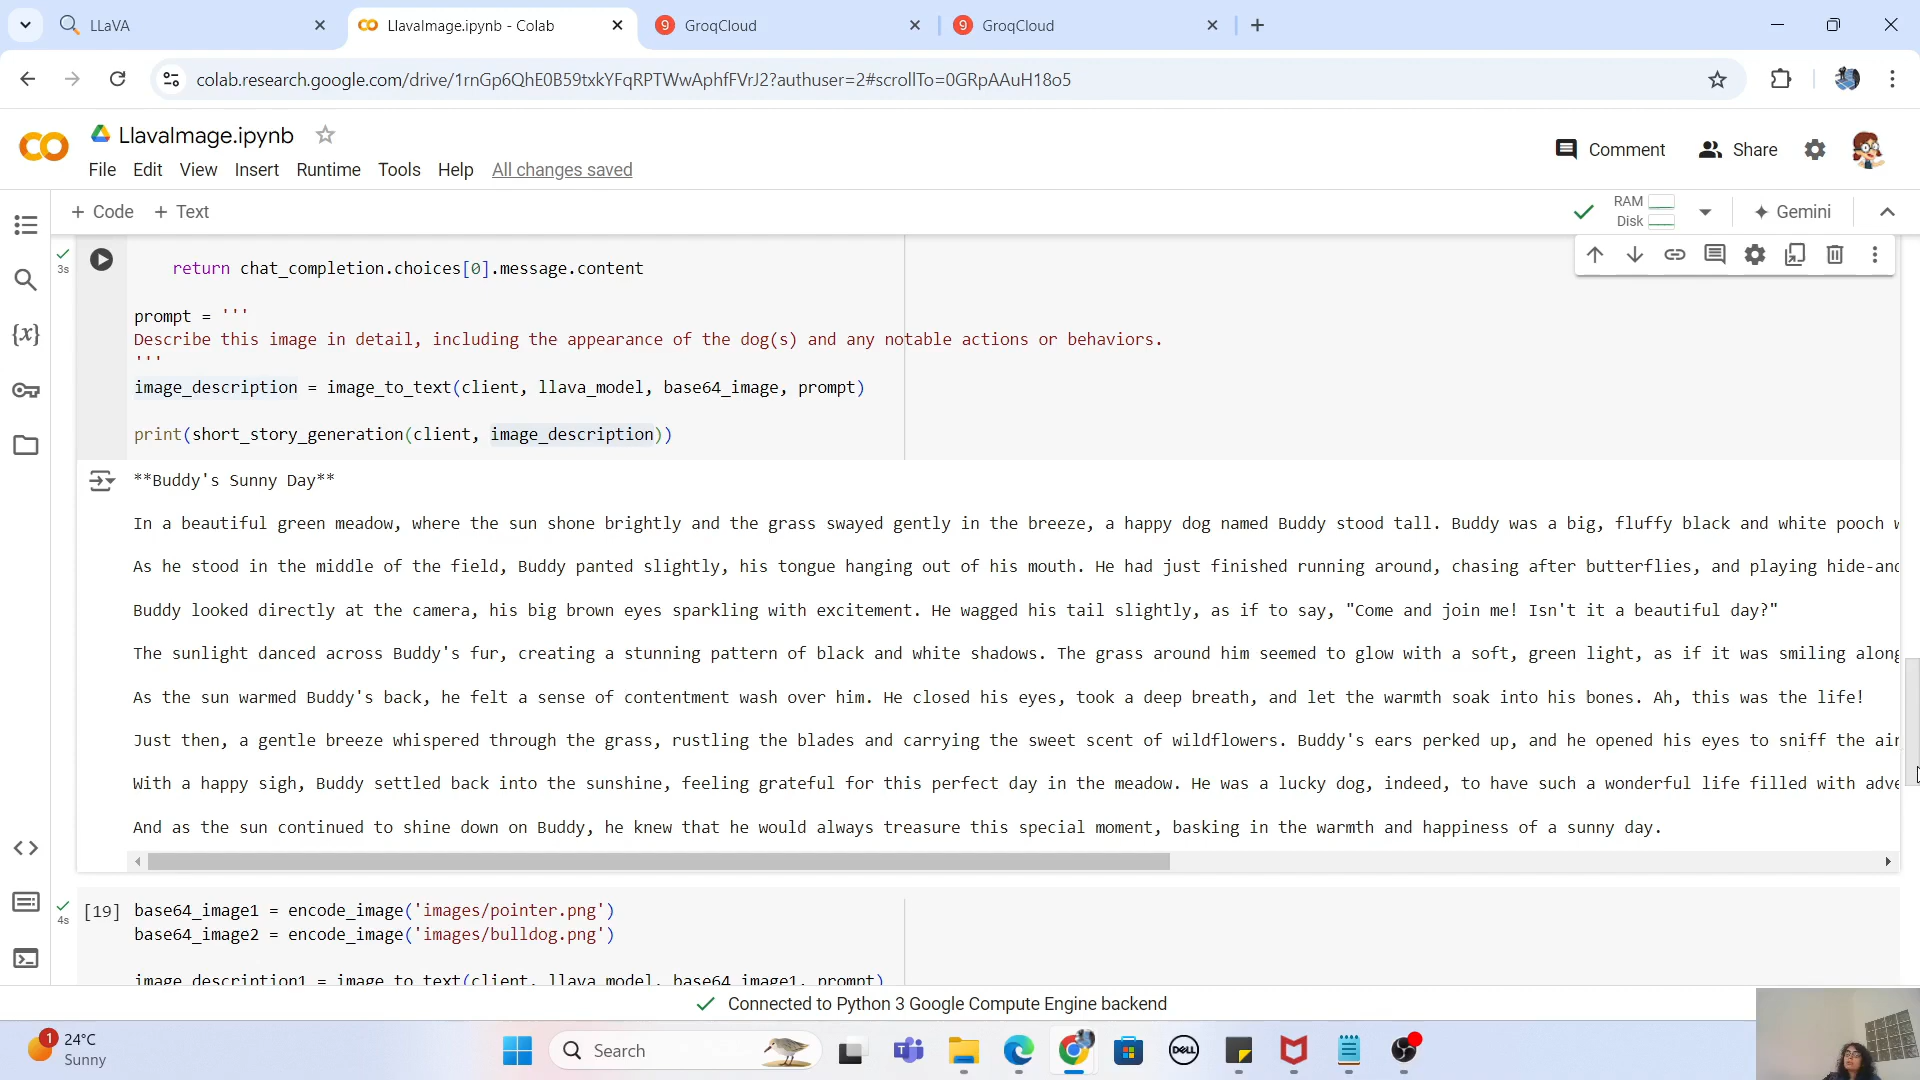 LLaVA
LlavaImage.ipynb - Colab
GroqCloud
GroqCloud
colab.research.google.com/drive/1rnGp6QhE0B59txkYFqRPTWwAphfFVrJ2?authuser=2#scrollTo=0GRpAAuH18o5
LlavaImage.ipynb
Comment
Share
File Edit View Insert Runtime Tools Help All changes saved
+ Code + Text
RAM
Disk
Gemini
3s
return chat_completion.choices[0].message.content
prompt = '''
Describe this image in detail, including the appearance of the dog(s) and any notable actions or behaviors.
'''
image_description = image_to_text(client, llava_model, base64_image, prompt)
print(short_story_generation(client, image_description))
**Buddy's Sunny Day**
In a beautiful green meadow, where the sun shone brightly and the grass swayed gently in the breeze, a happy dog named Buddy stood tall. Buddy was a big, fluffy black and white pooch
As he stood in the middle of the field, Buddy panted slightly, his tongue hanging out of his mouth. He had just finished running around, chasing after butterflies, and playing hide-and
Buddy looked directly at the camera, his big brown eyes sparkling with excitement. He wagged his tail slightly, as if to say, "Come and join me! Isn't it a beautiful day?"
The sunlight danced across Buddy's fur, creating a stunning pattern of black and white shadows. The grass around him seemed to glow with a soft, green light, as if it was smiling along
As the sun warmed Buddy's back, he felt a sense of contentment wash over him. He closed his eyes, took a deep breath, and let the warmth soak into his bones. Ah, this was the life!
Just then, a gentle breeze whispered through the grass, rustling the blades and carrying the sweet scent of wildflowers. Buddy's ears perked up, and he opened his eyes to sniff the air
With a happy sigh, Buddy settled back into the sunshine, feeling grateful for this perfect day in the meadow. He was a lucky dog, indeed, to have such a wonderful life filled with adve
And as the sun continued to shine down on Buddy, he knew that he would always treasure this special moment, basking in the warmth and happiness of a sunny day.
4s
[19] base64_image1 = encode_image('images/pointer.png')
base64_image2 = encode_image('images/bulldog.png')
image_description1 = image_to_text(client, llava_model, base64_image1, prompt)
Connected to Python 3 Google Compute Engine backend
1
24°C
Sunny
Search
DELL